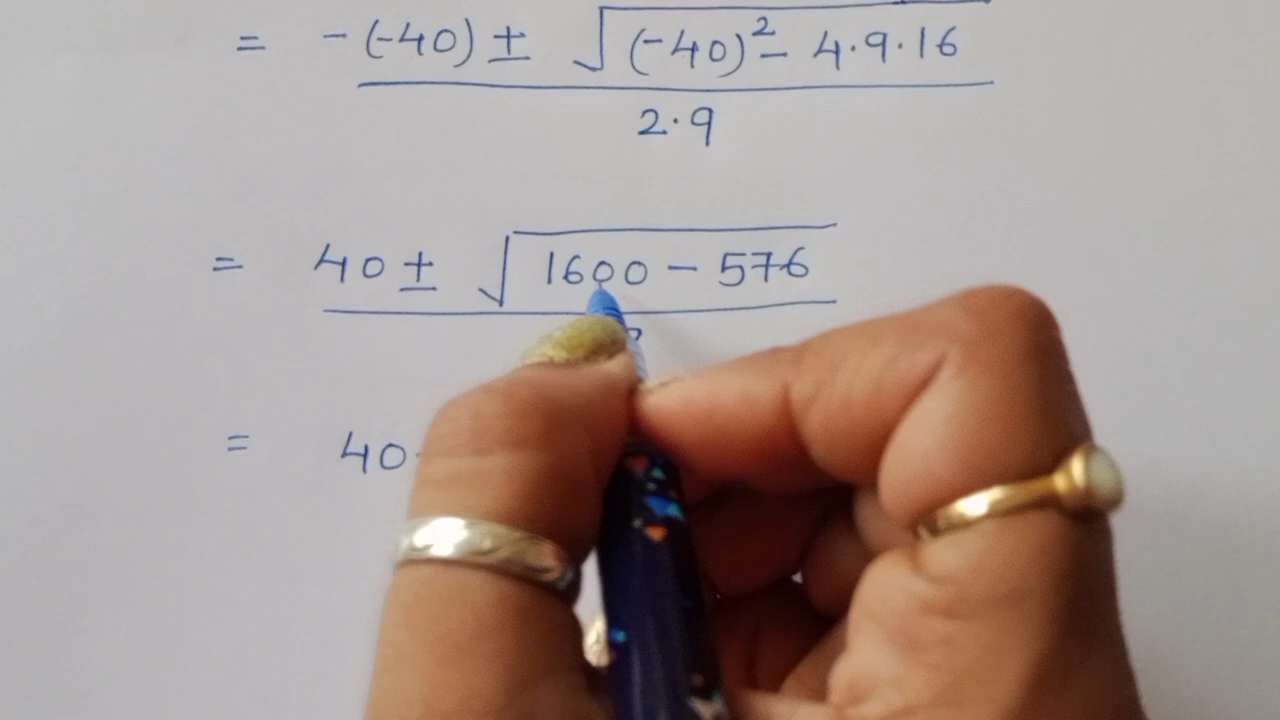 = -(-40) ± √(-40)² - 4·9·16
2·9
= 40 ± √1600 - 576
= 40